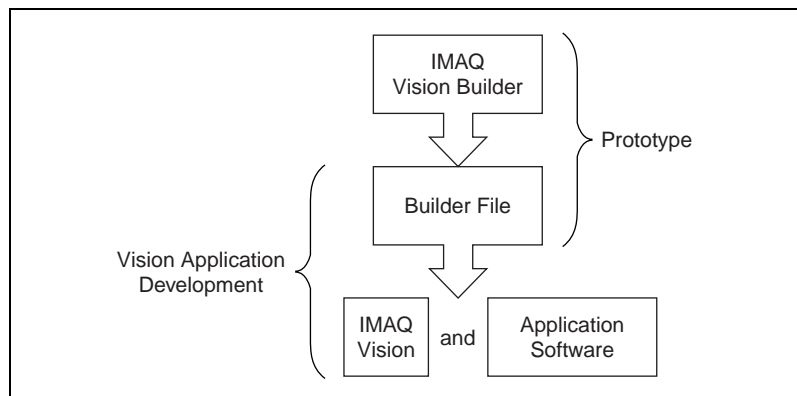 IMAQ
Vision Builder
Prototype
Builder File
Vision Application
Development
IMAQ
Vision
and
Application
Software